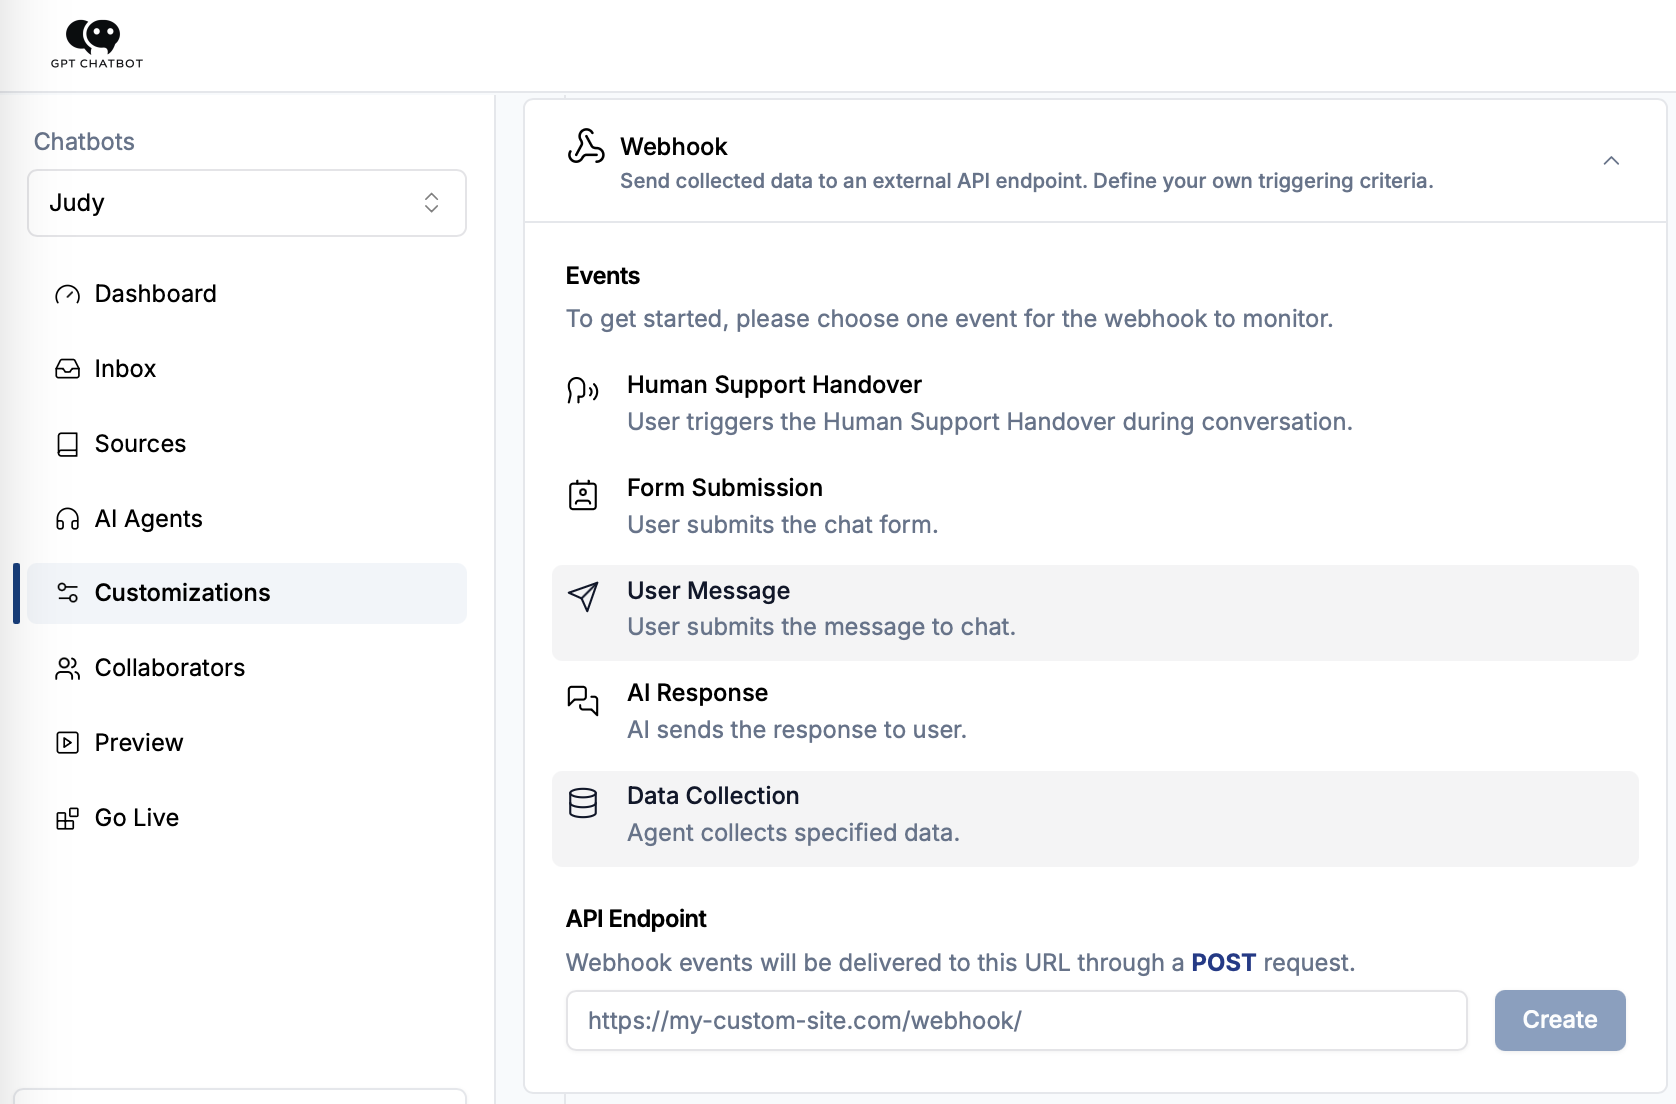 GPT CHATBOT
Chatbots
Judy
Dashboard
Inbox
Sources
AI Agents
Customizations
Collaborators
Preview
Go Live
Webhook
Send collected data to an external API endpoint. Define your own triggering criteria.
Events
To get started, please choose one event for the webhook to monitor.
Human Support Handover
User triggers the Human Support Handover during conversation.
Form Submission
User submits the chat form.
User Message
User submits the message to chat.
AI Response
AI sends the response to user.
Data Collection
Agent collects specified data.
API Endpoint
Webhook events will be delivered to this URL through a POST request.
https://my-custom-site.com/webhook/
Create